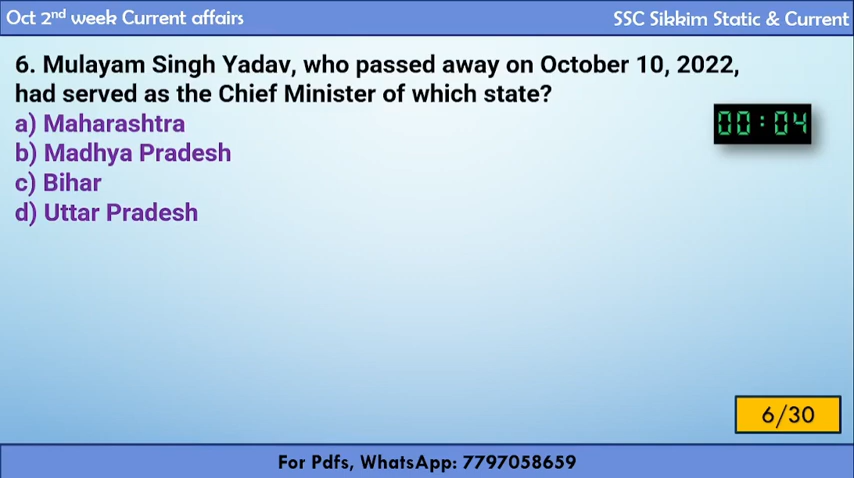 Oct 2nd week Current affairs
SSC Sikkim Static & Current
6. Mulayam Singh Yadav, who passed away on October 10, 2022,
had served as the Chief Minister of which state?
a) Maharashtra
b) Madhya Pradesh
c) Bihar
d) Uttar Pradesh
00:04
6/30
For Pdfs, WhatsApp: 7797058659